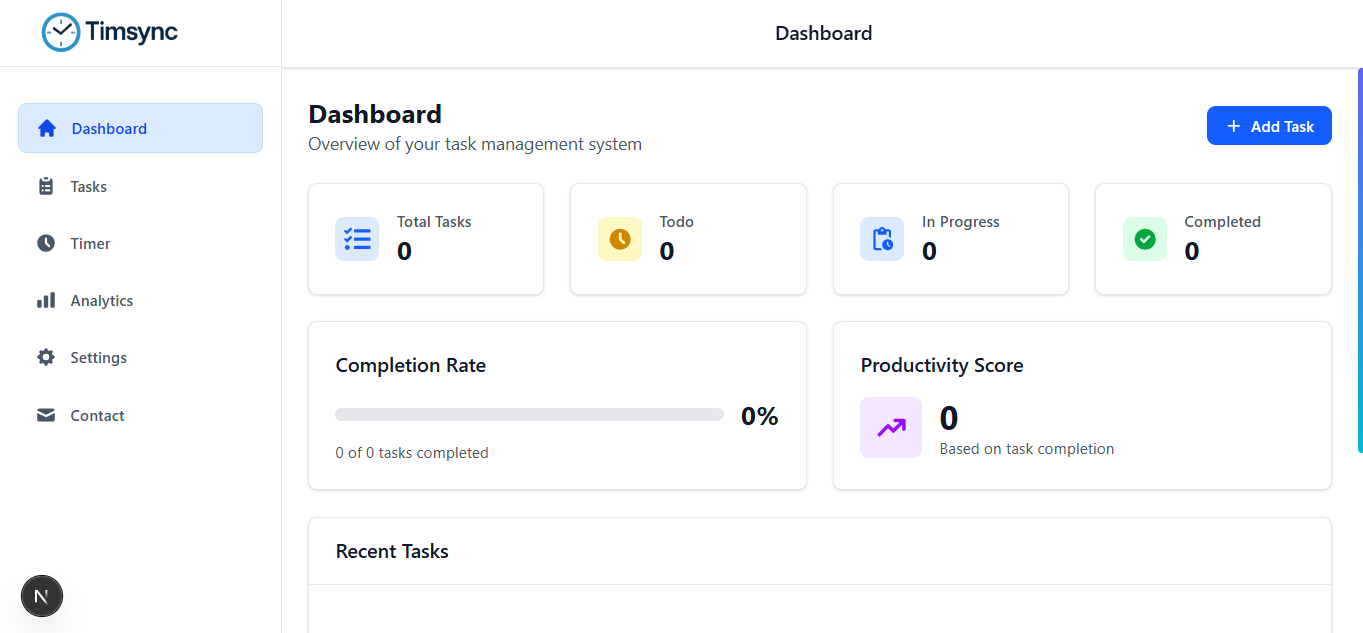 Timsync
Dashboard
Dashboard
Tasks
Timer
Analytics
Settings
Contact
N
Dashboard
Overview of your task management system
+ Add Task
Total Tasks
0
Todo
0
In Progress
0
Completed
0
Completion Rate
0%
0 of 0 tasks completed
Productivity Score
0
Based on task completion
Recent Tasks